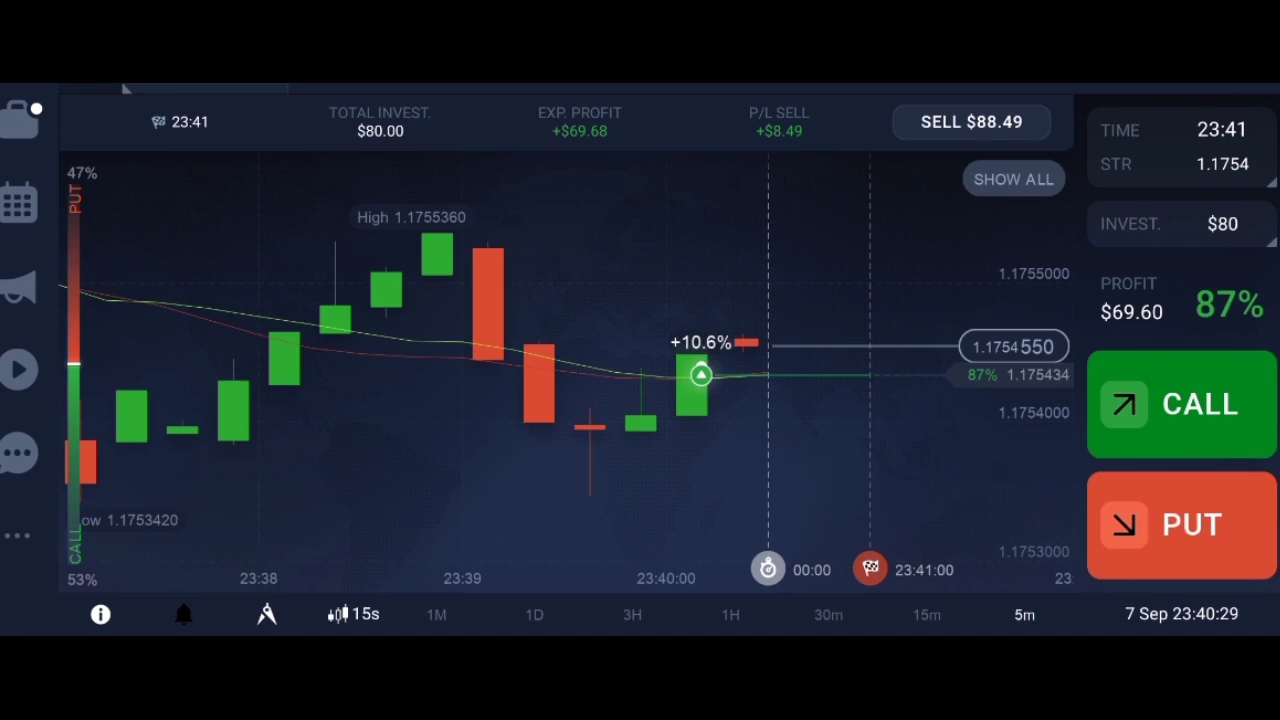 23:41
TOTAL INVEST.
$80.00
EXP. PROFIT
+$69.68
P/L SELL
+$8.49
SELL $88.49
TIME 23:41
STR 1.1754
INVEST. $80
PROFIT
$69.60
87%
CALL
PUT
47%
PUT
SHOW ALL
High 1.1755360
1.1755000
+10.6%
1.1754550
87% 1.175434
1.1754000
ow 1.1753420
CALL
1.1753000
53%
23:38
23:39
23:40:00
00:00
23:41:00
23:
15s
1M
1D
3H
1H
30m
15m
5m
7 Sep 23:40:29